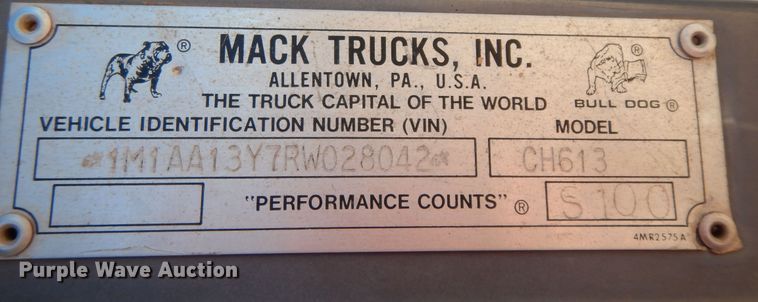 MACK TRUCKS, INC.
ALLENTOWN, PA., U.S.A.
THE TRUCK CAPITAL OF THE WORLD
BULL DOG ®
VEHICLE IDENTIFICATION NUMBER (VIN) MODEL
*1M1AA13Y7RW028042* CH613
"PERFORMANCE COUNTS" ® S 100
4MR2575A
Purple Wave Auction